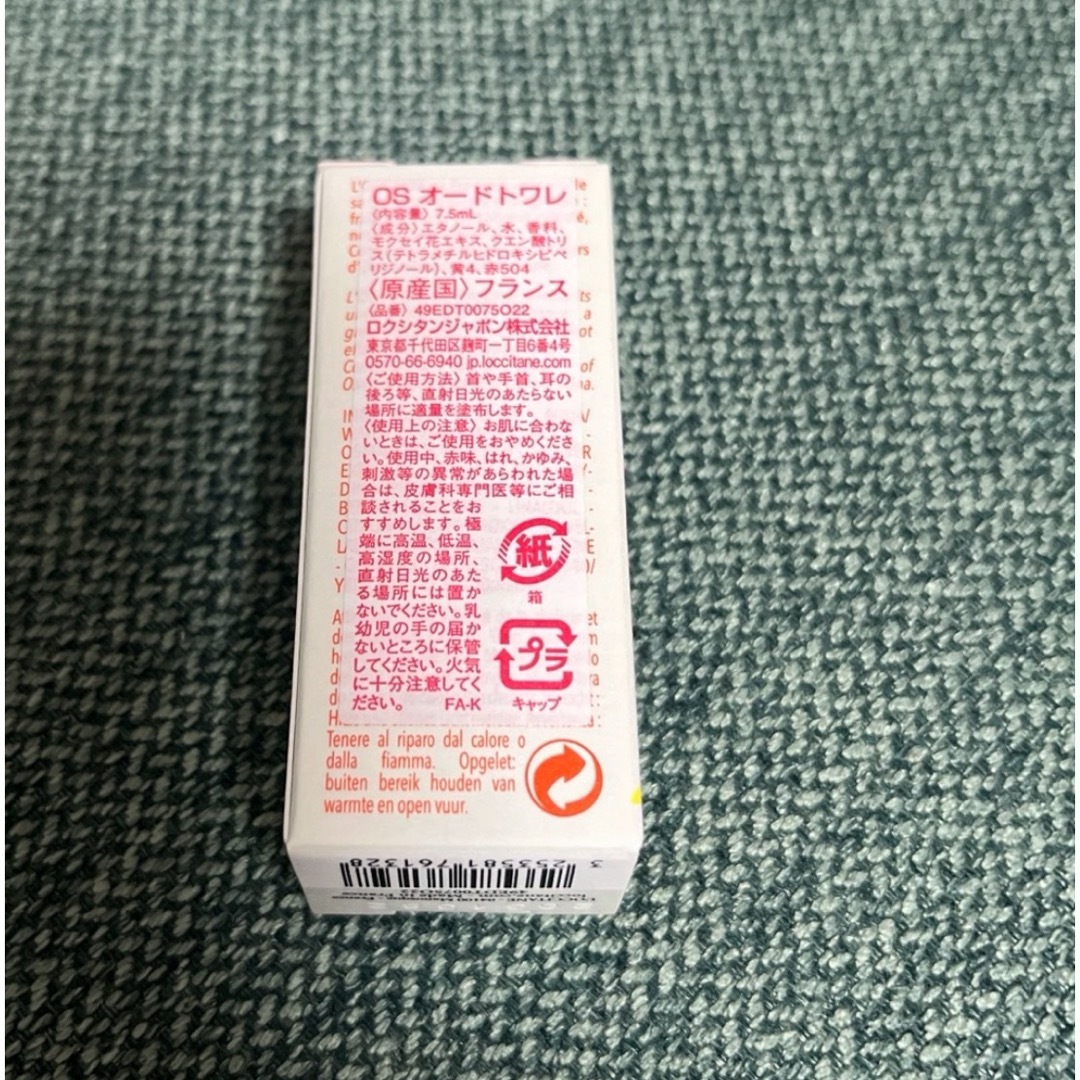 OS オードトワレ
〈内容量〉 7.5mL
〈成分〉エタノール、水、香料、
モクセイ花エキス、クエン酸トリ
ス(テトラメチルヒドロキシピペ
リジノール)、黄4、赤504
〈原産国〉フランス
〈品番〉 49EDT0075O22
ロクシタンジャポン株式会社
東京都千代田区麹町一丁目6番4号
0570-66-6940 jp.loccitane.com
〈ご使用方法〉首や手首、耳の
後ろ等、直射日光のあたらない
場所に適量を塗布します。
〈使用上の注意〉お肌に合わな
いときは、ご使用をおやめくださ
い。使用中、赤味、はれ、かゆみ、
刺激等の異常があらわれた場
合は、皮膚科専門医等にご相
談されることをお
すすめします。極
端に高温、低温、
高湿度の場所、
直射日光のあた
る場所には置か
ないでください。乳
幼児の手の届か
ないところに保管
してください。火気
に十分注意してく
ださい。 FA-K
紙
箱
プラ
キャップ
Tenere al riparo dal calore o
dalla fiamma. Opgelet:
buiten bereik houden van
warmte en open vuur.
3 253581 761328
49EDT0075O22
loccitane.com Made in France
L'OCCITANE - 04100 Manosque - France